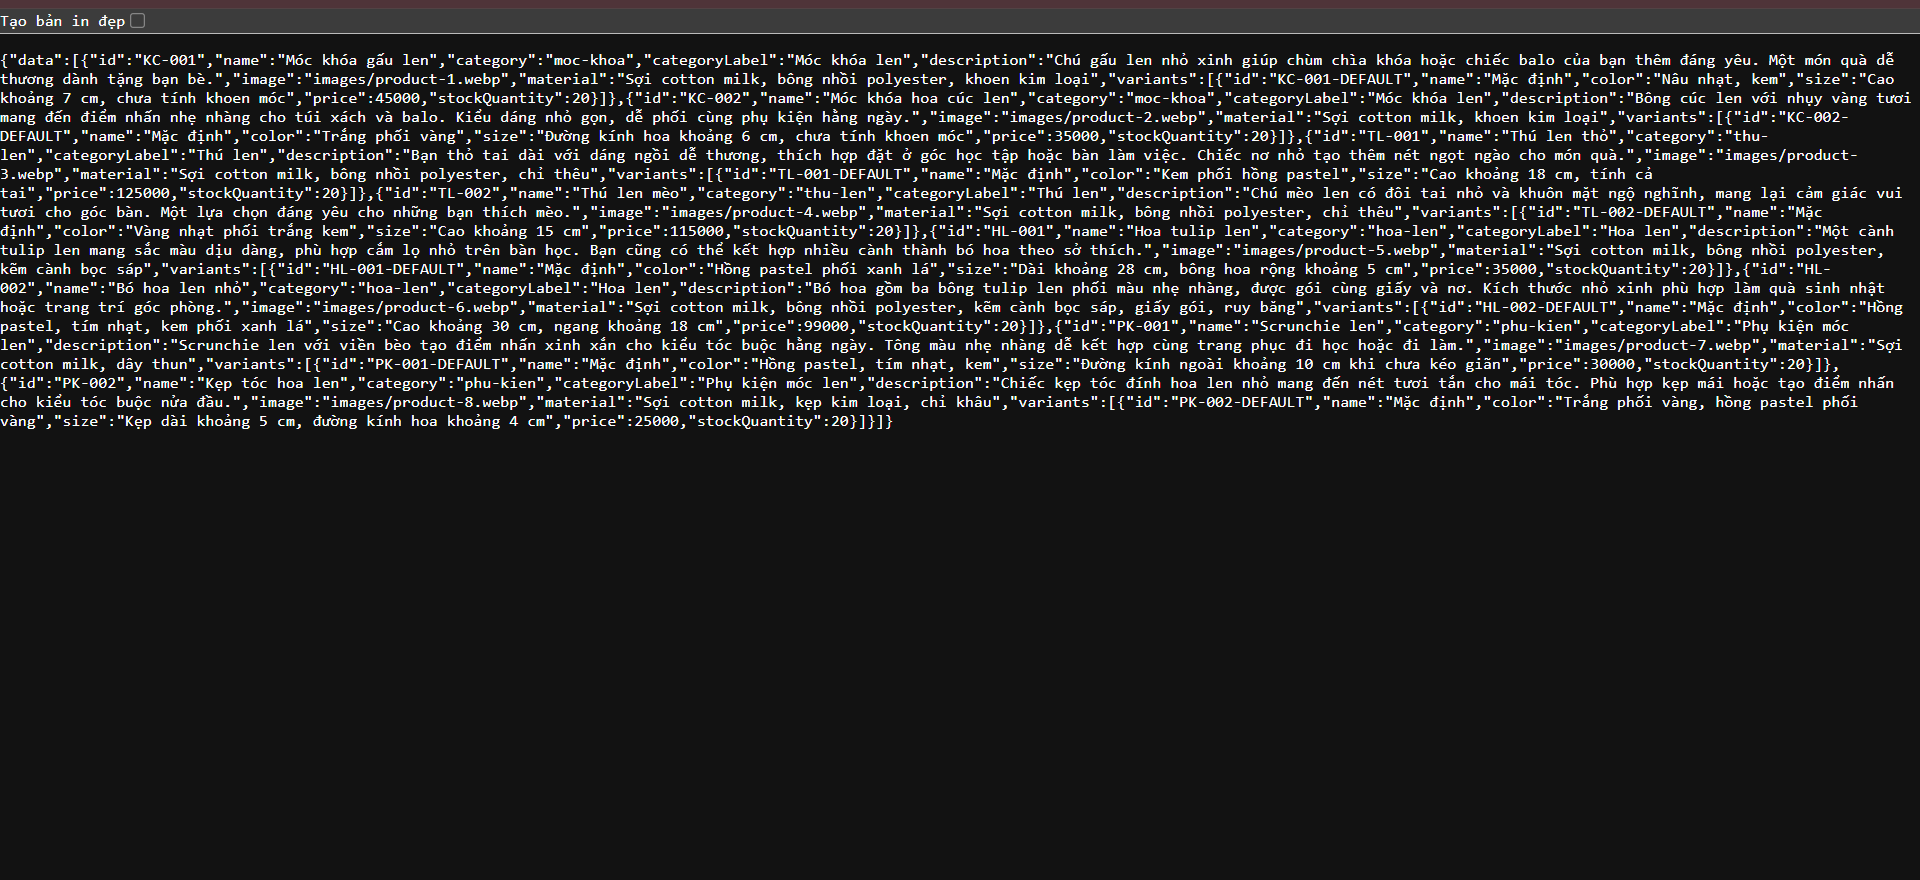 Tạo bản in đẹp
{"data":[{"id":"KC-001","name":"Móc khóa gấu len","category":"moc-khoa","categoryLabel":"Móc khóa len","description":"Chú gấu len nhỏ xinh giúp chùm chìa khóa hoặc chiếc balo của bạn thêm đáng yêu. Một món quà dễ
thương dành tặng bạn bè.","image":"images/product-1.webp","material":"Sợi cotton milk, bông nhồi polyester, khoen kim loại","variants":[{"id":"KC-001-DEFAULT","name":"Mặc định","color":"Nâu nhạt, kem","size":"Cao
khoảng 7 cm, chưa tính khoen móc","price":45000,"stockQuantity":20}]},{"id":"KC-002","name":"Móc khóa hoa cúc len","category":"moc-khoa","categoryLabel":"Móc khóa len","description":"Bông cúc len với nhụy vàng tươi
mang đến điểm nhấn nhẹ nhàng cho túi xách và balo. Kiểu dáng nhỏ gọn, dễ phối cùng phụ kiện hằng ngày.","image":"images/product-2.webp","material":"Sợi cotton milk, khoen kim loại","variants":[{"id":"KC-002-
DEFAULT","name":"Mặc định","color":"Trắng phối vàng","size":"Đường kính hoa khoảng 6 cm, chưa tính khoen móc","price":35000,"stockQuantity":20}]},{"id":"TL-001","name":"Thú len thỏ","category":"thu-
len","categoryLabel":"Thú len","description":"Bạn thỏ tai dài với dáng ngồi dễ thương, thích hợp đặt ở góc học tập hoặc bàn làm việc. Chiếc nơ nhỏ tạo thêm nét ngọt ngào cho món quà.","image":"images/product-
3.webp","material":"Sợi cotton milk, bông nhồi polyester, chỉ thêu","variants":[{"id":"TL-001-DEFAULT","name":"Mặc định","color":"Kem phối hồng pastel","size":"Cao khoảng 18 cm, tính cả
tai","price":125000,"stockQuantity":20}]},{"id":"TL-002","name":"Thú len mèo","category":"thu-len","categoryLabel":"Thú len","description":"Chú mèo len có đôi tai nhỏ và khuôn mặt ngộ nghĩnh, mang lại cảm giác vui
tươi cho góc bàn. Một lựa chọn đáng yêu cho những bạn thích mèo.","image":"images/product-4.webp","material":"Sợi cotton milk, bông nhồi polyester, chỉ thêu","variants":[{"id":"TL-002-DEFAULT","name":"Mặc
định","color":"Vàng nhạt phối trắng kem","size":"Cao khoảng 15 cm","price":115000,"stockQuantity":20}]},{"id":"HL-001","name":"Hoa tulip len","category":"hoa-len","categoryLabel":"Hoa len","description":"Một cành
tulip len mang sắc màu dịu dàng, phù hợp cắm lọ nhỏ trên bàn học. Bạn cũng có thể kết hợp nhiều cành thành bó hoa theo sở thích.","image":"images/product-5.webp","material":"Sợi cotton milk, bông nhồi polyester,
kẽm cành bọc sáp","variants":[{"id":"HL-001-DEFAULT","name":"Mặc định","color":"Hồng pastel phối xanh lá","size":"Dài khoảng 28 cm, bông hoa rộng khoảng 5 cm","price":35000,"stockQuantity":20}]},{"id":"HL-
002","name":"Bó hoa len nhỏ","category":"hoa-len","categoryLabel":"Hoa len","description":"Bó hoa gồm ba bông tulip len phối màu nhẹ nhàng, được gói cùng giấy và nơ. Kích thước nhỏ xinh phù hợp làm quà sinh nhật
hoặc trang trí góc phòng.","image":"images/product-6.webp","material":"Sợi cotton milk, bông nhồi polyester, kẽm cành bọc sáp, giấy gói, ruy băng","variants":[{"id":"HL-002-DEFAULT","name":"Mặc định","color":"Hồng
pastel, tím nhạt, kem phối xanh lá","size":"Cao khoảng 30 cm, ngang khoảng 18 cm","price":99000,"stockQuantity":20}]},{"id":"PK-001","name":"Scrunchie len","category":"phu-kien","categoryLabel":"Phụ kiện móc
len","description":"Scrunchie len với viền bèo tạo điểm nhấn xinh xắn cho kiểu tóc buộc hằng ngày. Tông màu nhẹ nhàng dễ kết hợp cùng trang phục đi học hoặc đi làm.","image":"images/product-7.webp","material":"Sợi
cotton milk, dây thun","variants":[{"id":"PK-001-DEFAULT","name":"Mặc định","color":"Hồng pastel, tím nhạt, kem","size":"Đường kính ngoài khoảng 10 cm khi chưa kéo giãn","price":30000,"stockQuantity":20}]},
{"id":"PK-002","name":"Kẹp tóc hoa len","category":"phu-kien","categoryLabel":"Phụ kiện móc len","description":"Chiếc kẹp tóc đính hoa len nhỏ mang đến nét tươi tắn cho mái tóc. Phù hợp kẹp mái hoặc tạo điểm nhấn
cho kiểu tóc buộc nửa đầu.","image":"images/product-8.webp","material":"Sợi cotton milk, kẹp kim loại, chỉ khâu","variants":[{"id":"PK-002-DEFAULT","name":"Mặc định","color":"Trắng phối vàng, hồng pastel phối
vàng","size":"Kẹp dài khoảng 5 cm, đường kính hoa khoảng 4 cm","price":25000,"stockQuantity":20}]}]}